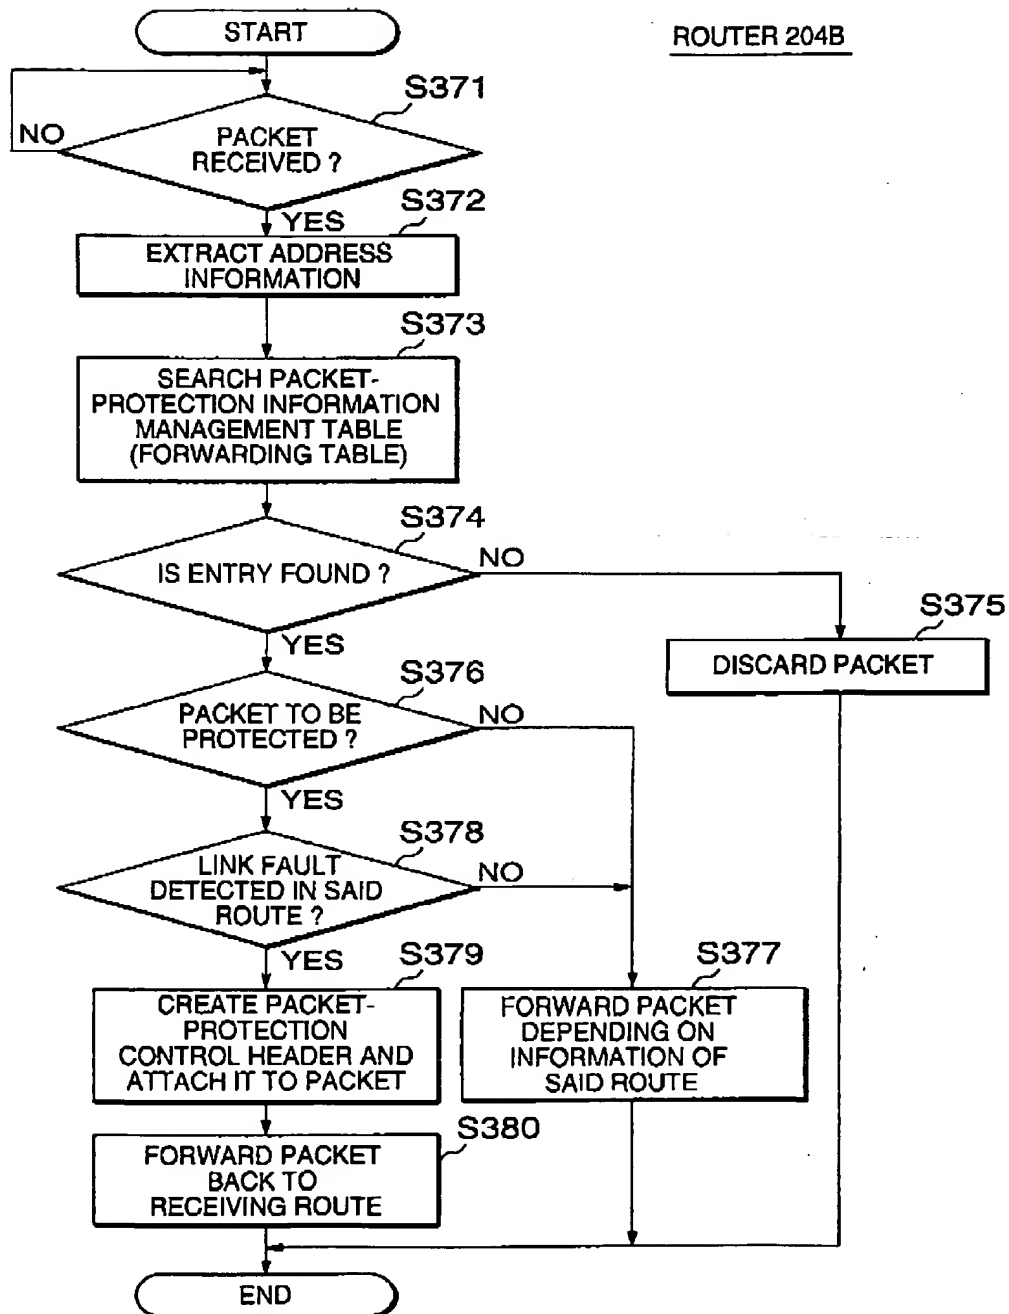 START
ROUTER 204B
S371
NO
PACKET
RECEIVED ?
S372
YES
EXTRACT ADDRESS
INFORMATION
S373
SEARCH PACKET-
PROTECTION INFORMATION
MANAGEMENT TABLE
(FORWARDING TABLE)
S374
IS ENTRY FOUND ?
NO
YES
S375
DISCARD PACKET
S376
PACKET TO BE
PROTECTED ?
NO
YES
S378
LINK FAULT
DETECTED IN SAID
ROUTE ?
NO
YES
S379
CREATE PACKET-
PROTECTION
CONTROL HEADER AND
ATTACH IT TO PACKET
S377
FORWARD PACKET
DEPENDING ON
INFORMATION OF
SAID ROUTE
S380
FORWARD PACKET
BACK TO
RECEIVING ROUTE
END